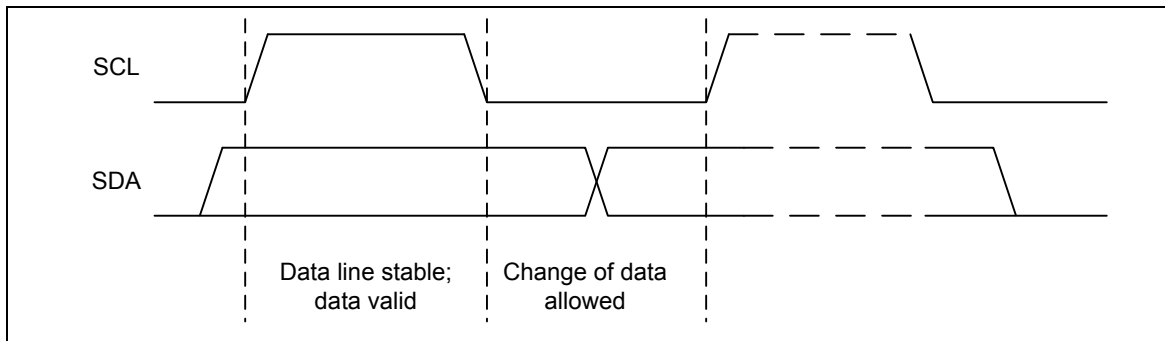 SCL
SDA
Data line stable;
data valid
Change of data
allowed